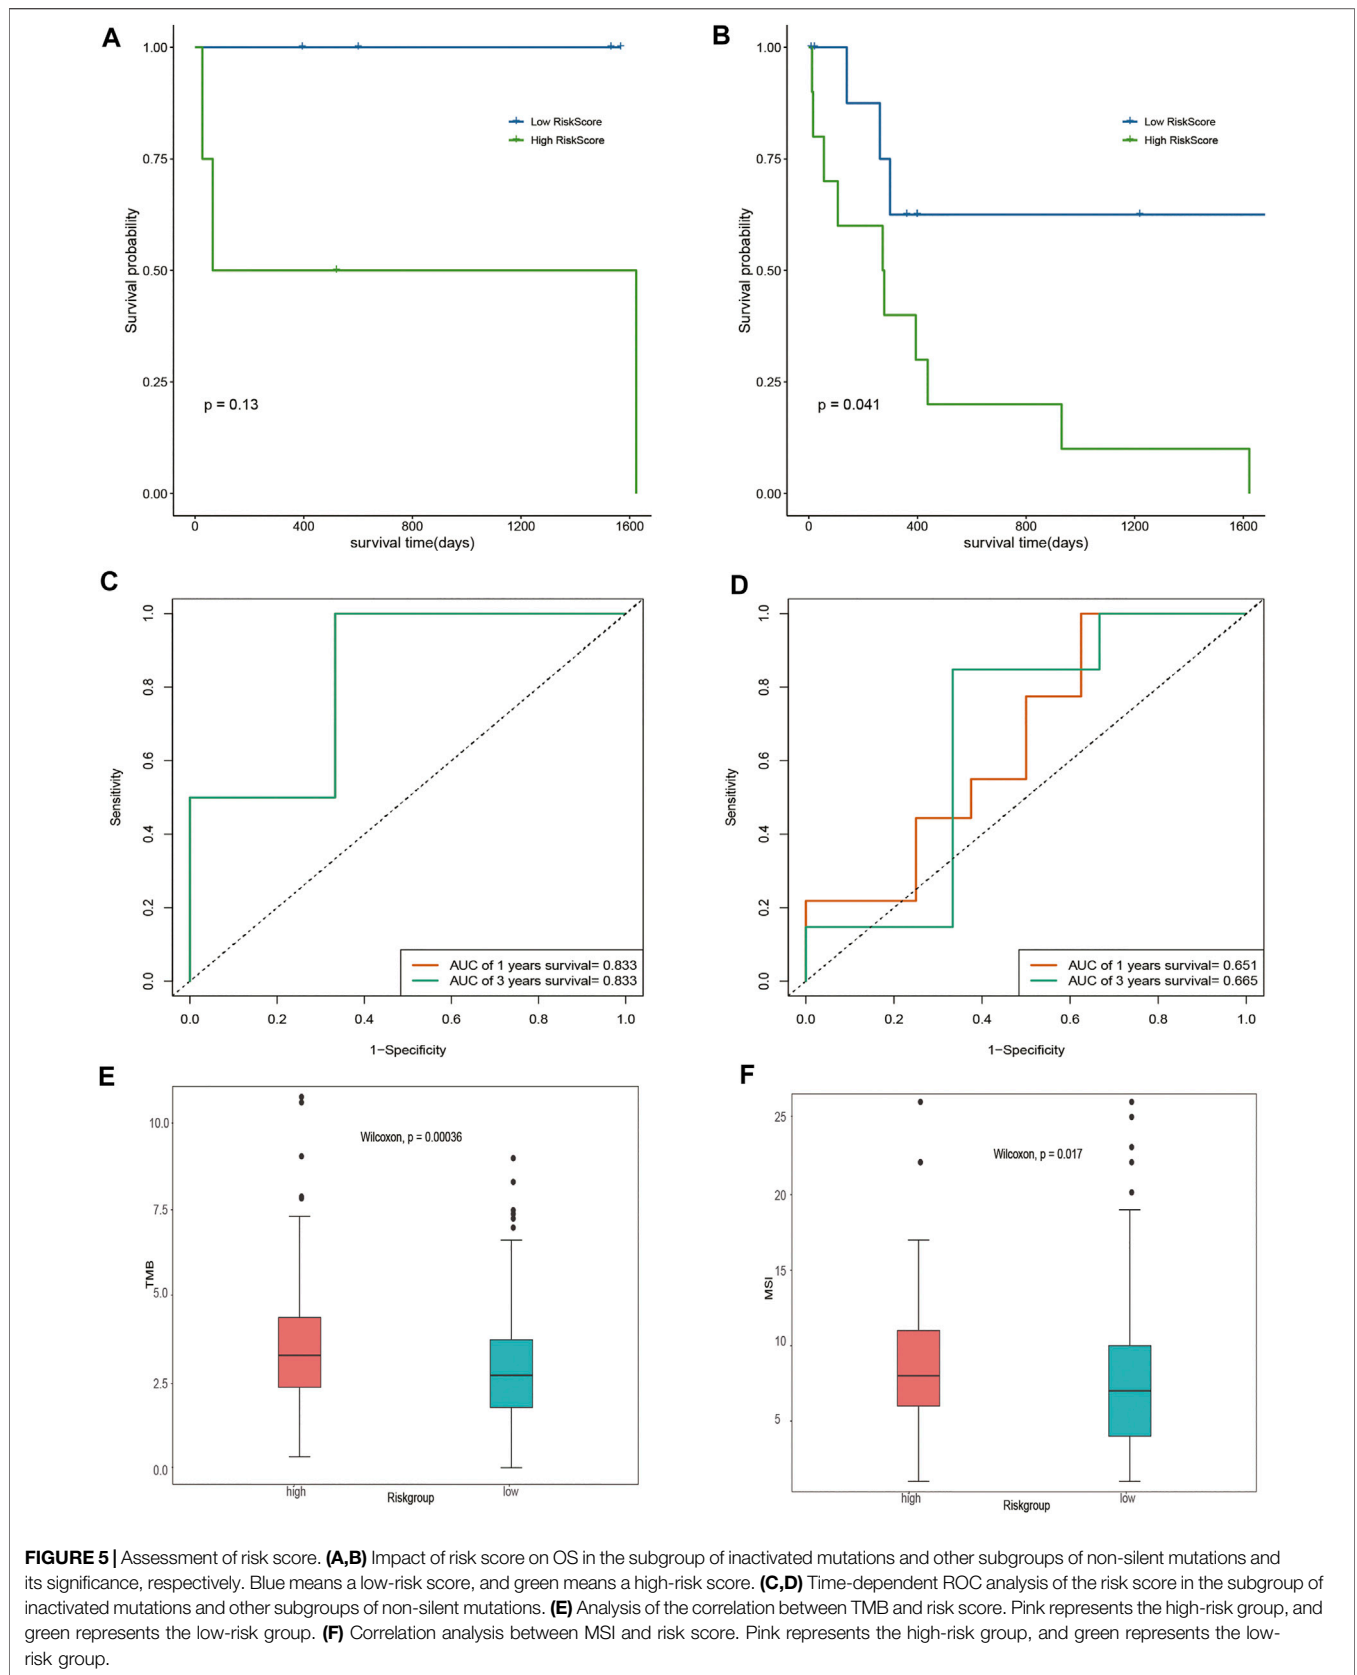 A
1.00
0.75
0.50
0.25
0.00
Survival probability
Low RiskScore
High RiskScore
p = 0.13
0 400 800 1200 1600
survival time(days)
B
1.00
0.75
0.50
0.25
0.00
Survival probability
Low RiskScore
High RiskScore
p = 0.041
0 400 800 1200 1600
survival time(days)
C
1.0
0.8
0.6
0.4
0.2
0.0
Sensitivity
AUC of 1 years survival= 0.833
AUC of 3 years survival= 0.833
0.0 0.2 0.4 0.6 0.8 1.0
1−Specificity
D
1.0
0.8
0.6
0.4
0.2
0.0
Sensitivity
AUC of 1 years survival= 0.651
AUC of 3 years survival= 0.665
0.0 0.2 0.4 0.6 0.8 1.0
1−Specificity
E
10.0
7.5
5.0
2.5
0.0
TMB
Wilcoxon, p = 0.00036
high low
Riskgroup
F
25
20
15
10
5
MSI
Wilcoxon, p = 0.017
high low
Riskgroup
FIGURE 5 | Assessment of risk score. (A,B) Impact of risk score on OS in the subgroup of inactivated mutations and other subgroups of non-silent mutations and
its significance, respectively. Blue means a low-risk score, and green means a high-risk score. (C,D) Time-dependent ROC analysis of the risk score in the subgroup of
inactivated mutations and other subgroups of non-silent mutations. (E) Analysis of the correlation between TMB and risk score. Pink represents the high-risk group, and
green represents the low-risk group. (F) Correlation analysis between MSI and risk score. Pink represents the high-risk group, and green represents the low-
risk group.